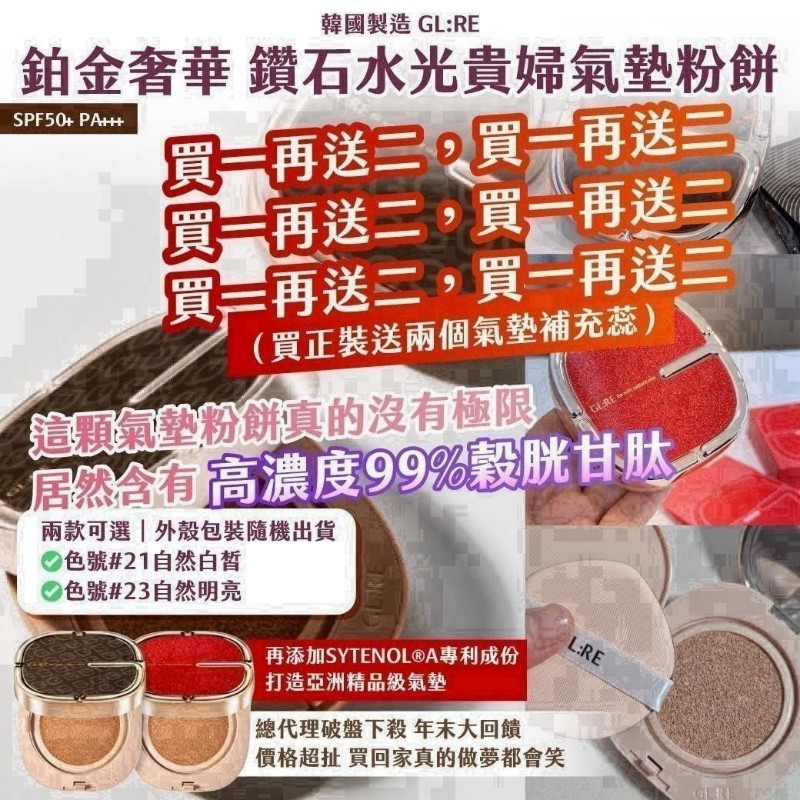 韓國製造 GL:RE
鉑金奢華 鑽石水光貴婦氣墊粉餅
SPF50+ PA+++
買一再送二，買一再送二
買一再送二，買一再送二
買一再送二，買一再送二
（買正裝送兩個氣墊補充蕊）
GL:RE
這顆氣墊粉餅真的沒有極限
居然含有 高濃度99%穀胱甘肽
兩款可選｜外殼包裝隨機出貨
✅色號#21自然白皙
✅色號#23自然明亮
GL:RE
GL:RE
再添加SYTENOL®A專利成份
打造亞洲精品級氣墊
總代理破盤下殺 年末大回饋
價格超扯 買回家真的做夢都會笑